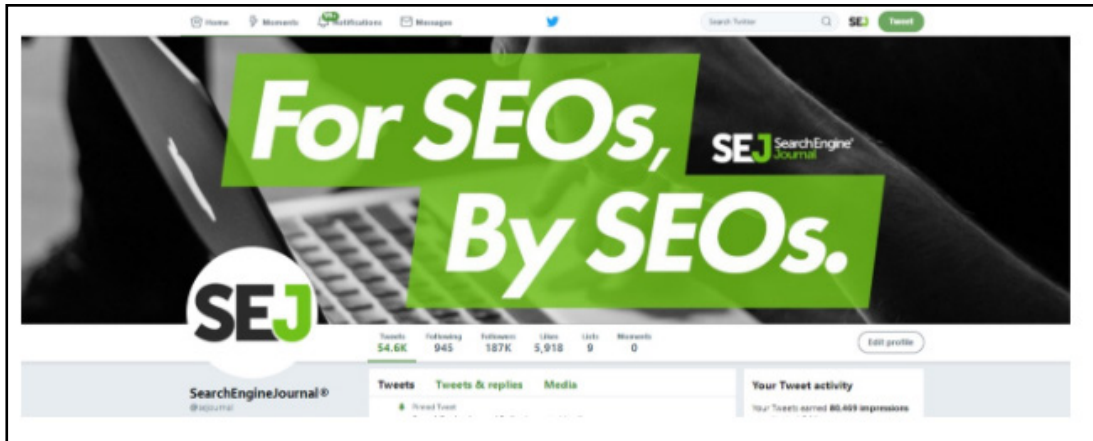 Home Moments Notifications Messages Search Twitter SEJ Tweet
For SEOs,
SEJ SearchEngine®
Journal
By SEOs.
SEJ
Tweets Following Followers Likes Lists Moments
54.6K 945 187K 5,918 9 0
Edit profile
SearchEngineJournal®
@sejournal
Tweets Tweets & replies Media
Pinned Tweet
Your Tweet activity
Your Tweets earned 80,469 impressions